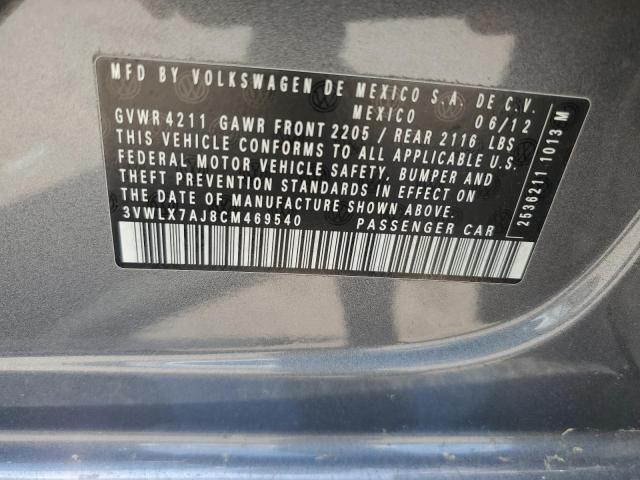 MFD BY VOLKSWAGEN DE MEXICO S.A. DE C.V.
MEXICO 06/12
GVWR 4211 GAWR FRONT 2205 / REAR 2116 LBS
THIS VEHICLE CONFORMS TO ALL APPLICABLE U.S.
FEDERAL MOTOR VEHICLE SAFETY, BUMPER AND
THEFT PREVENTION STANDARDS IN EFFECT ON
THE DATE OF MANUFACTURE SHOWN ABOVE.
3VWLX7AJ8CM469540 PASSENGER CAR
2536211 1013 M